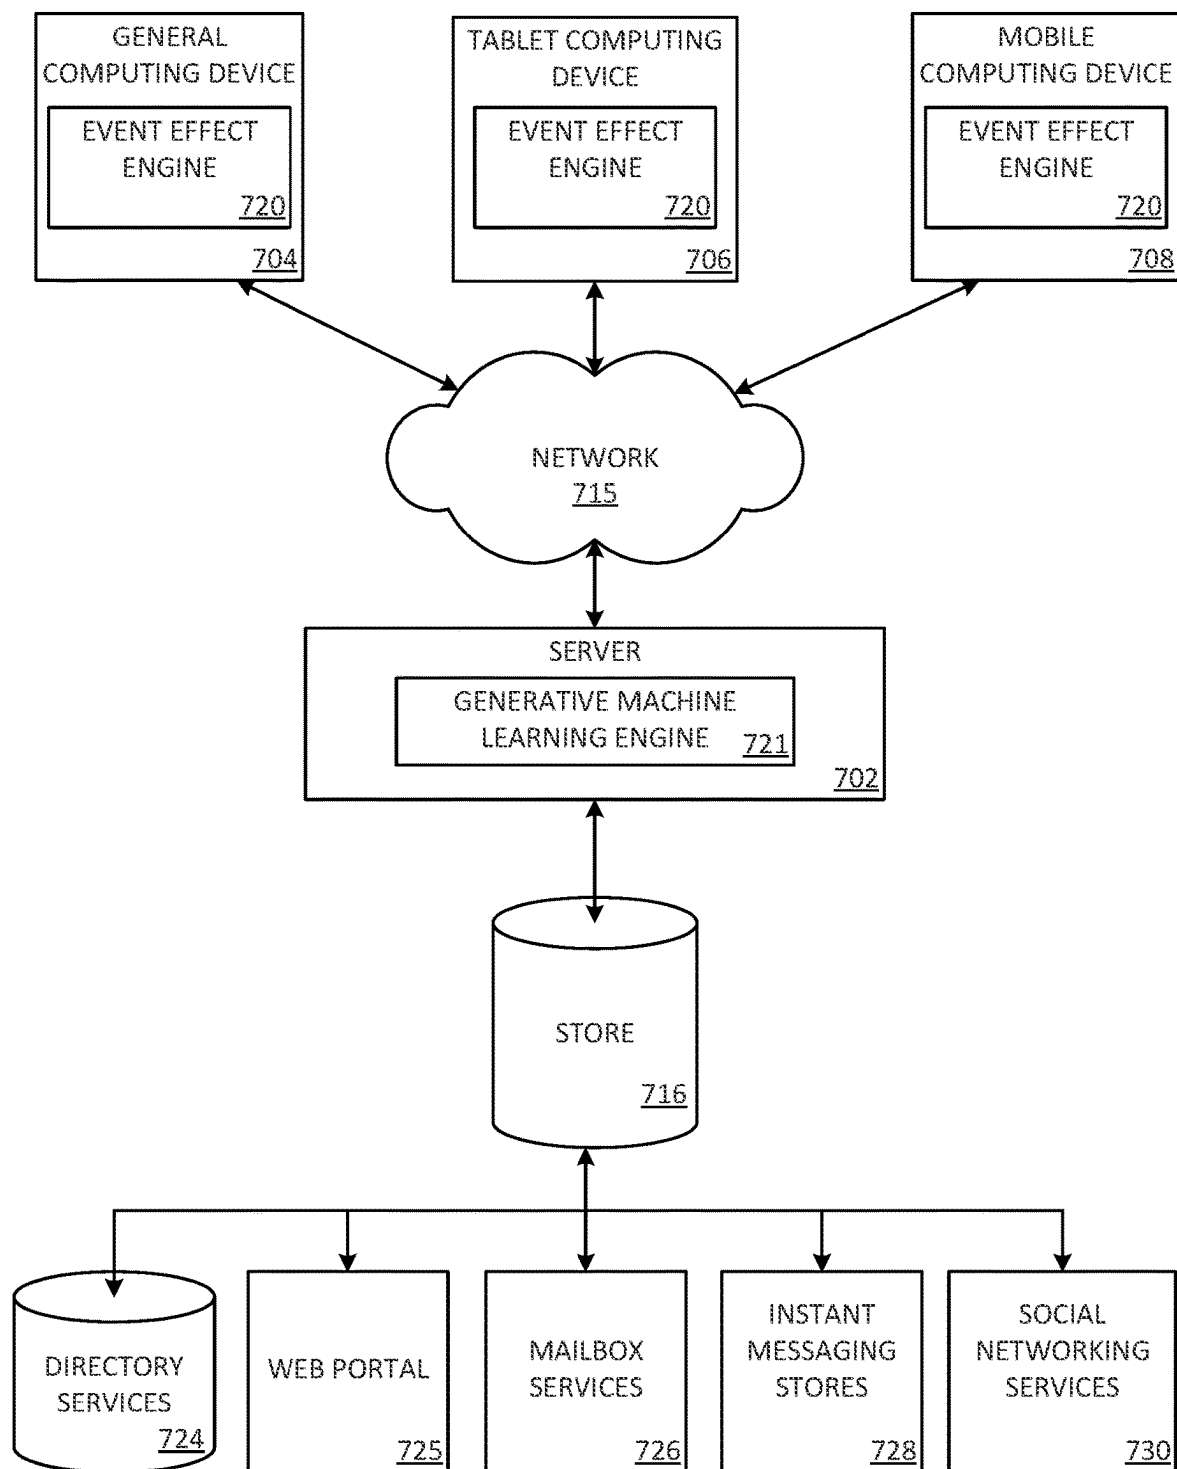 GENERAL
COMPUTING DEVICE
EVENT EFFECT
ENGINE
720
704
TABLET COMPUTING
DEVICE
EVENT EFFECT
ENGINE
720
706
MOBILE
COMPUTING DEVICE
EVENT EFFECT
ENGINE
720
708
NETWORK
715
SERVER
GENERATIVE MACHINE
LEARNING ENGINE
721
702
STORE
716
DIRECTORY
SERVICES
724
WEB PORTAL
725
MAILBOX
SERVICES
726
INSTANT
MESSAGING
STORES
728
SOCIAL
NETWORKING
SERVICES
730